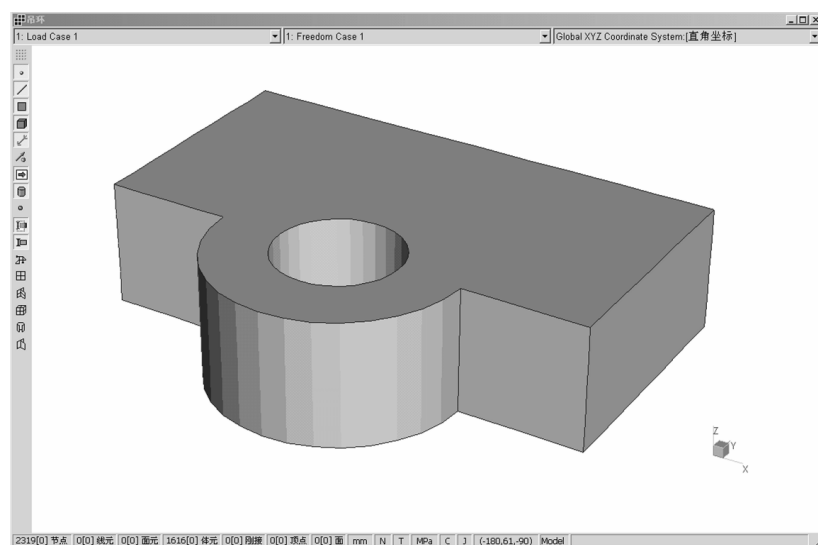 吊环
1: Load Case 1 1: Freedom Case 1 Global XYZ Coordinate System:[直角坐标]
Z
Y
X
2319[0] 节点 0[0] 线元 0[0] 面元 1616[0] 体元 0[0] 刚接 0[0] 顶点 0[0] 面 mm N T MPa C J (-180,61,-90) Model